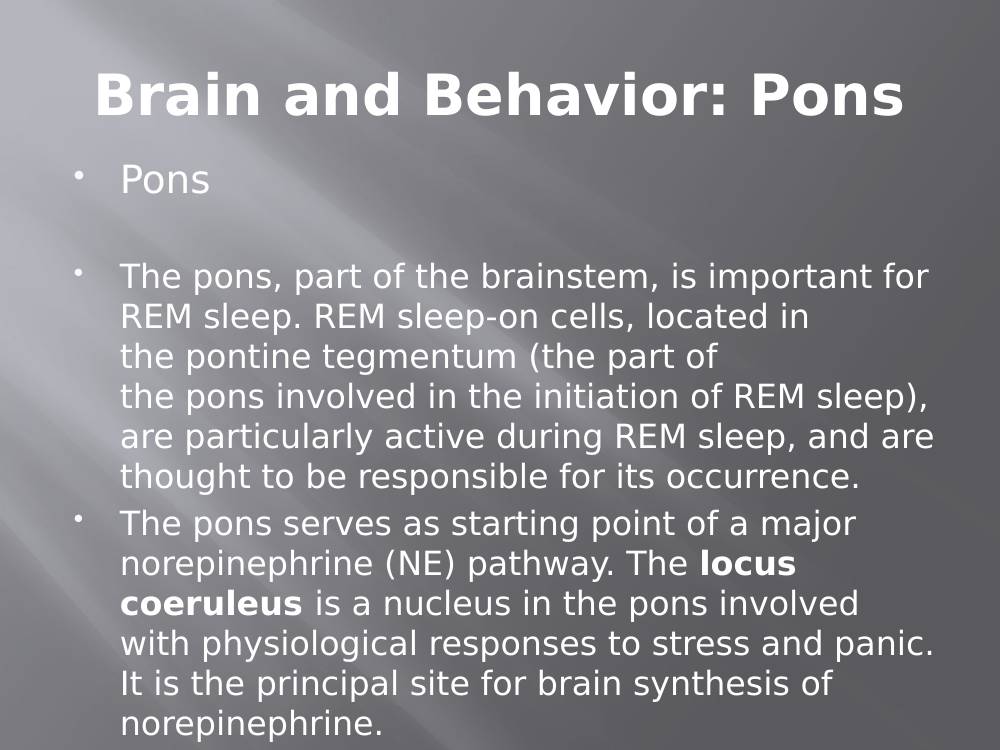 Brain and Behavior: Pons
• Pons
• The pons, part of the brainstem, is important for
REM sleep. REM sleep-on cells, located in
the pontine tegmentum (the part of
the pons involved in the initiation of REM sleep),
are particularly active during REM sleep, and are
thought to be responsible for its occurrence.
• The pons serves as starting point of a major
norepinephrine (NE) pathway. The locus
coeruleus is a nucleus in the pons involved
with physiological responses to stress and panic.
It is the principal site for brain synthesis of
norepinephrine.